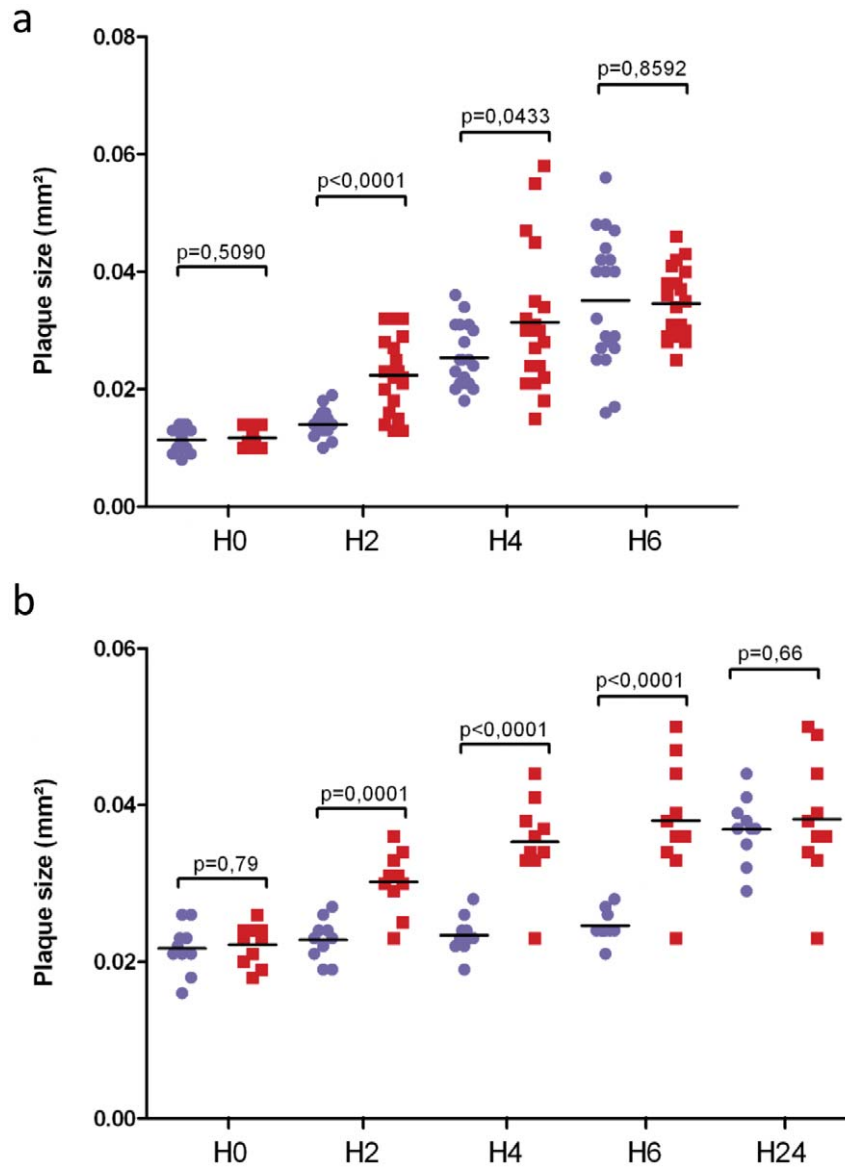 a
0.08
p=0,8592
p=0,0433
0.06
p<0,0001
p=0,5090
0.04
Plaque size (mm²)
0.02
0.00
H0 H2 H4 H6
b
0.06
p=0,66
p<0,0001
p<0,0001
p=0,0001
0.04
p=0,79
Plaque size (mm²)
0.02
0.00
H0 H2 H4 H6 H24